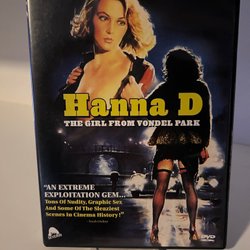 Hanna D
THE GIRL FROM VONDEL PARK
"AN EXTREME
EXPLOITATION GEM...
Tons Of Nudity, Graphic Sex
And Some Of The Sleaziest
Scenes In Cinema History!"
DVD